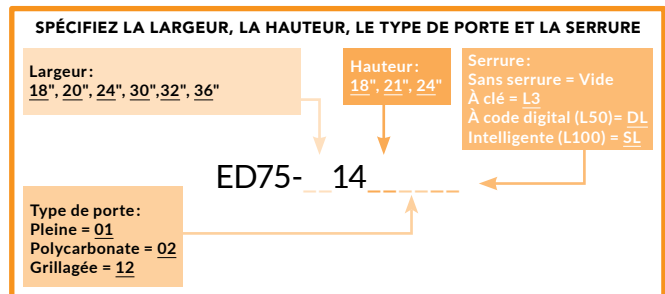 SPÉCIFIEZ LA LARGEUR, LA HAUTEUR, LE TYPE DE PORTE ET LA SERRURE
Largeur:
18", 20", 24", 30",32", 36"
Hauteur:
18", 21", 24"
Serrure:
Sans serrure = Vide
À clé = L3
À code digital (L50)= DL
Intelligente (L100) = SL
ED75-__14______
Type de porte:
Pleine = 01
Polycarbonate = 02
Grillagée = 12